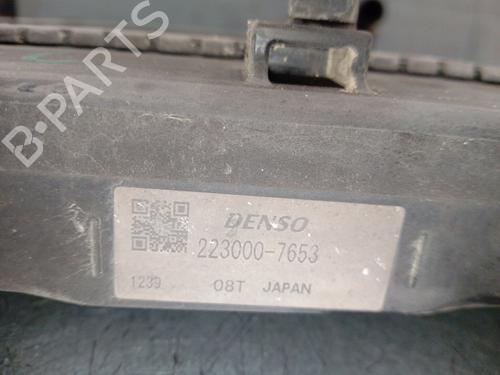 B-PARTS
DENSO
223000-7653
1239 08T JAPAN